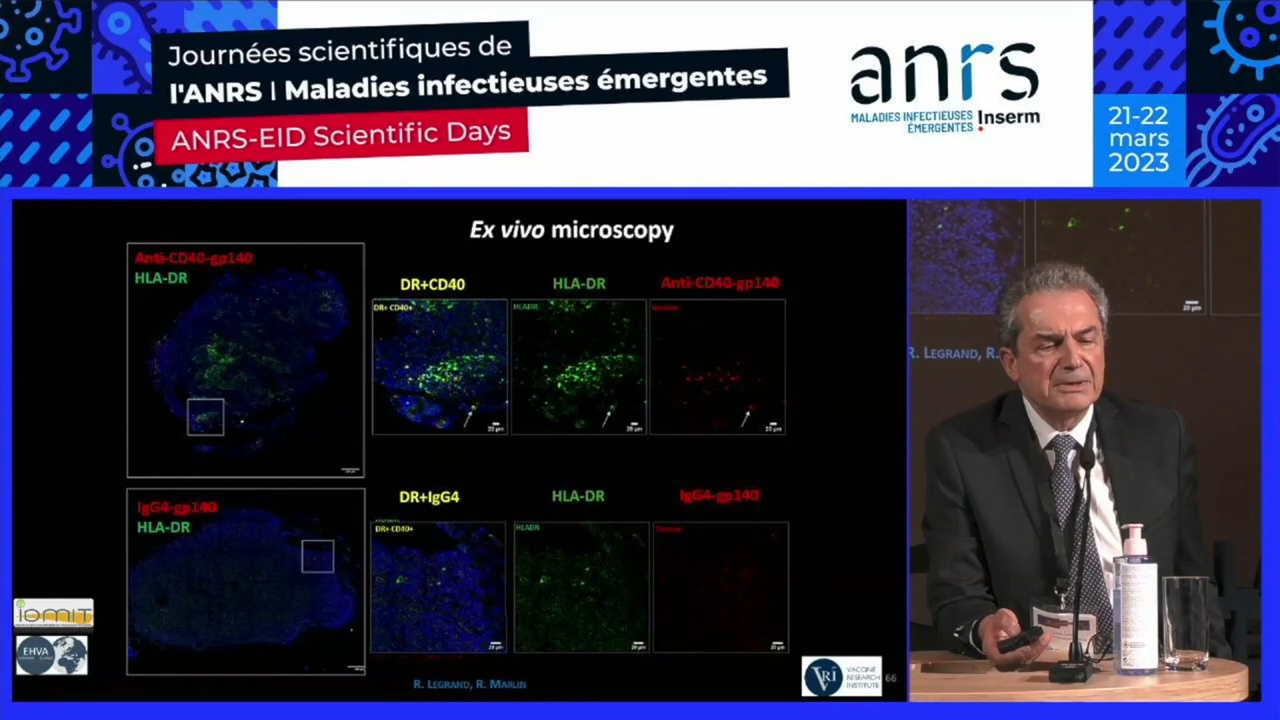 Journées scientifiques de
l'ANRS | Maladies infectieuses émergentes
ANRS-EID Scientific Days
anrs
MALADIES INFECTIEUSES
ÉMERGENTES
Inserm
21-22
mars
2023
Ex vivo microscopy
Anti-CD40-gp140
HLA-DR
DR+CD40
HLA-DR
Anti-CD40-gp140
DR+ CD40+
HLADR
20 µm
20 µm
20 µm
IgG4-gp140
HLA-DR
DR+IgG4
HLA-DR
IgG4-gp140
DR+ CD40+
HLADR
20 µm
20 µm
20 µm
IDMIT
EHVA
R. LEGRAND, R. MARLIN
VRI
VACCINE
RESEARCH
INSTITUTE
66
20 µm
R. LEGRAND, R.